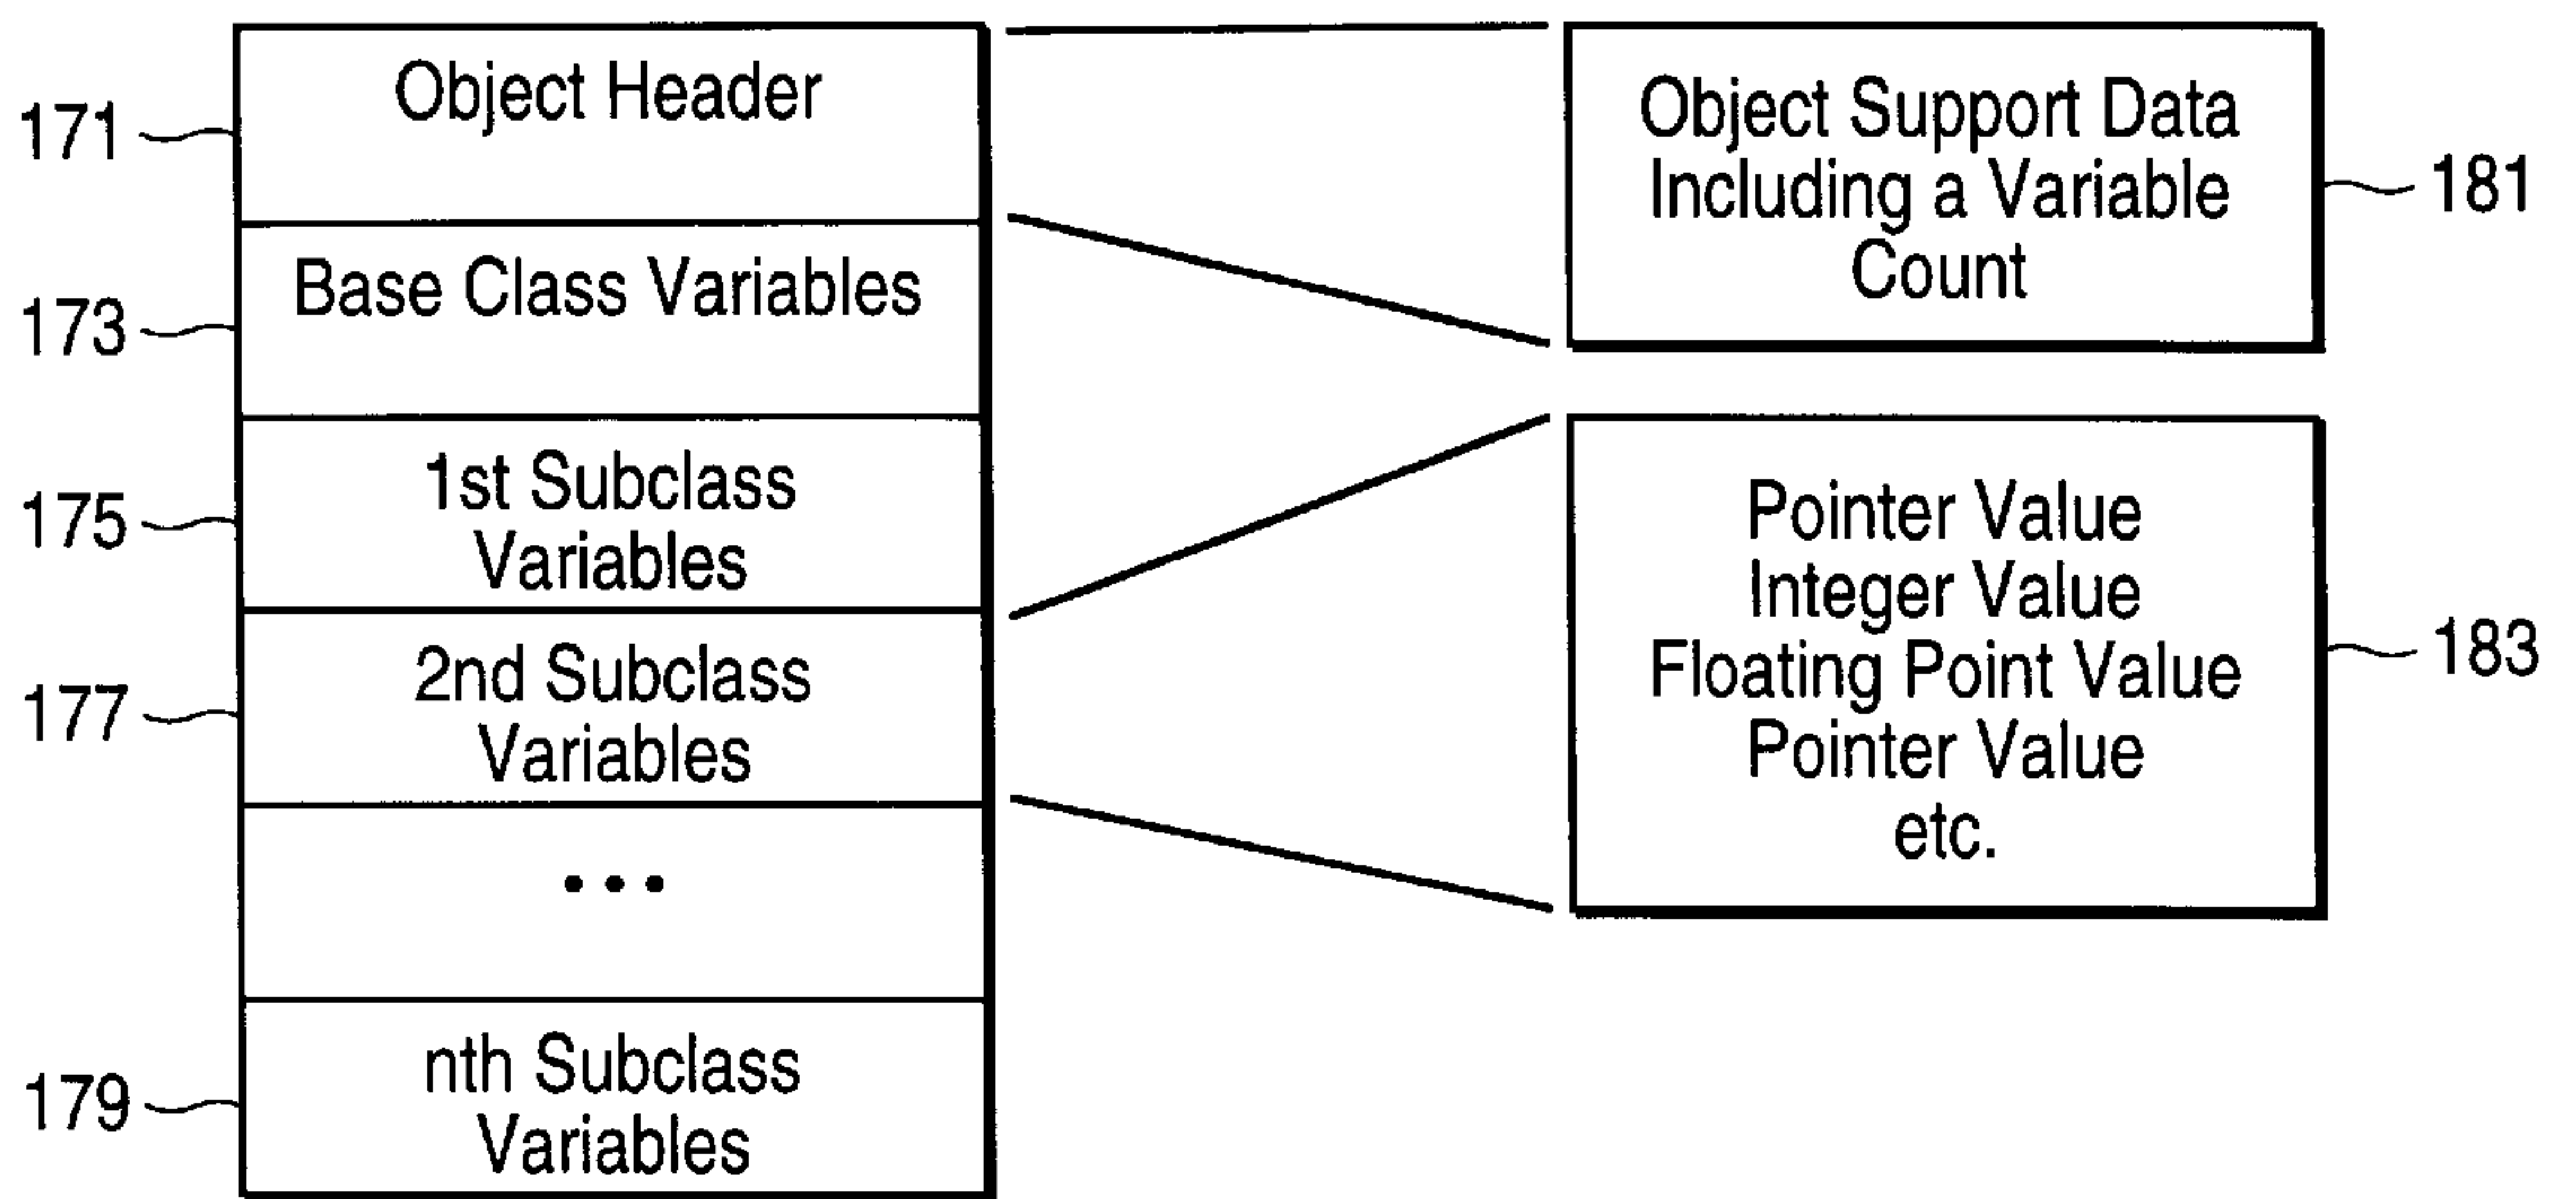 171
Object Header
173
Base Class Variables
175
1st Subclass
Variables
177
2nd Subclass
Variables
...
179
nth Subclass
Variables
Object Support Data
Including a Variable
Count
181
Pointer Value
Integer Value
Floating Point Value
Pointer Value
etc.
183